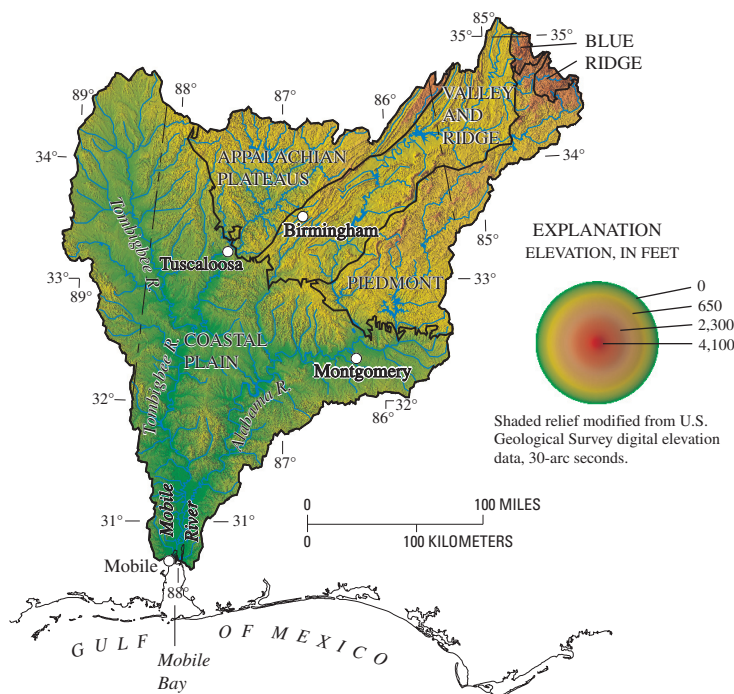 85°
35°
35°
BLUE
RIDGE
89°
88°
87°
86°
VALLEY
AND
RIDGE
34°
34°
APPALACHIAN
PLATEAUS
Birmingham
Tombigbee R.
Tuscaloosa
85°
33°
89°
PIEDMONT
33°
EXPLANATION
ELEVATION, IN FEET
0
650
2,300
4,100
COASTAL
PLAIN
Montgomery
Tombigbee R.
Alabama R.
32°
32°
86°
87°
Shaded relief modified from U.S.
Geological Survey digital elevation
data, 30-arc seconds.
31°
31°
Mobile
River
0 100 MILES
0 100 KILOMETERS
Mobile
88°
GULF OF MEXICO
Mobile
Bay